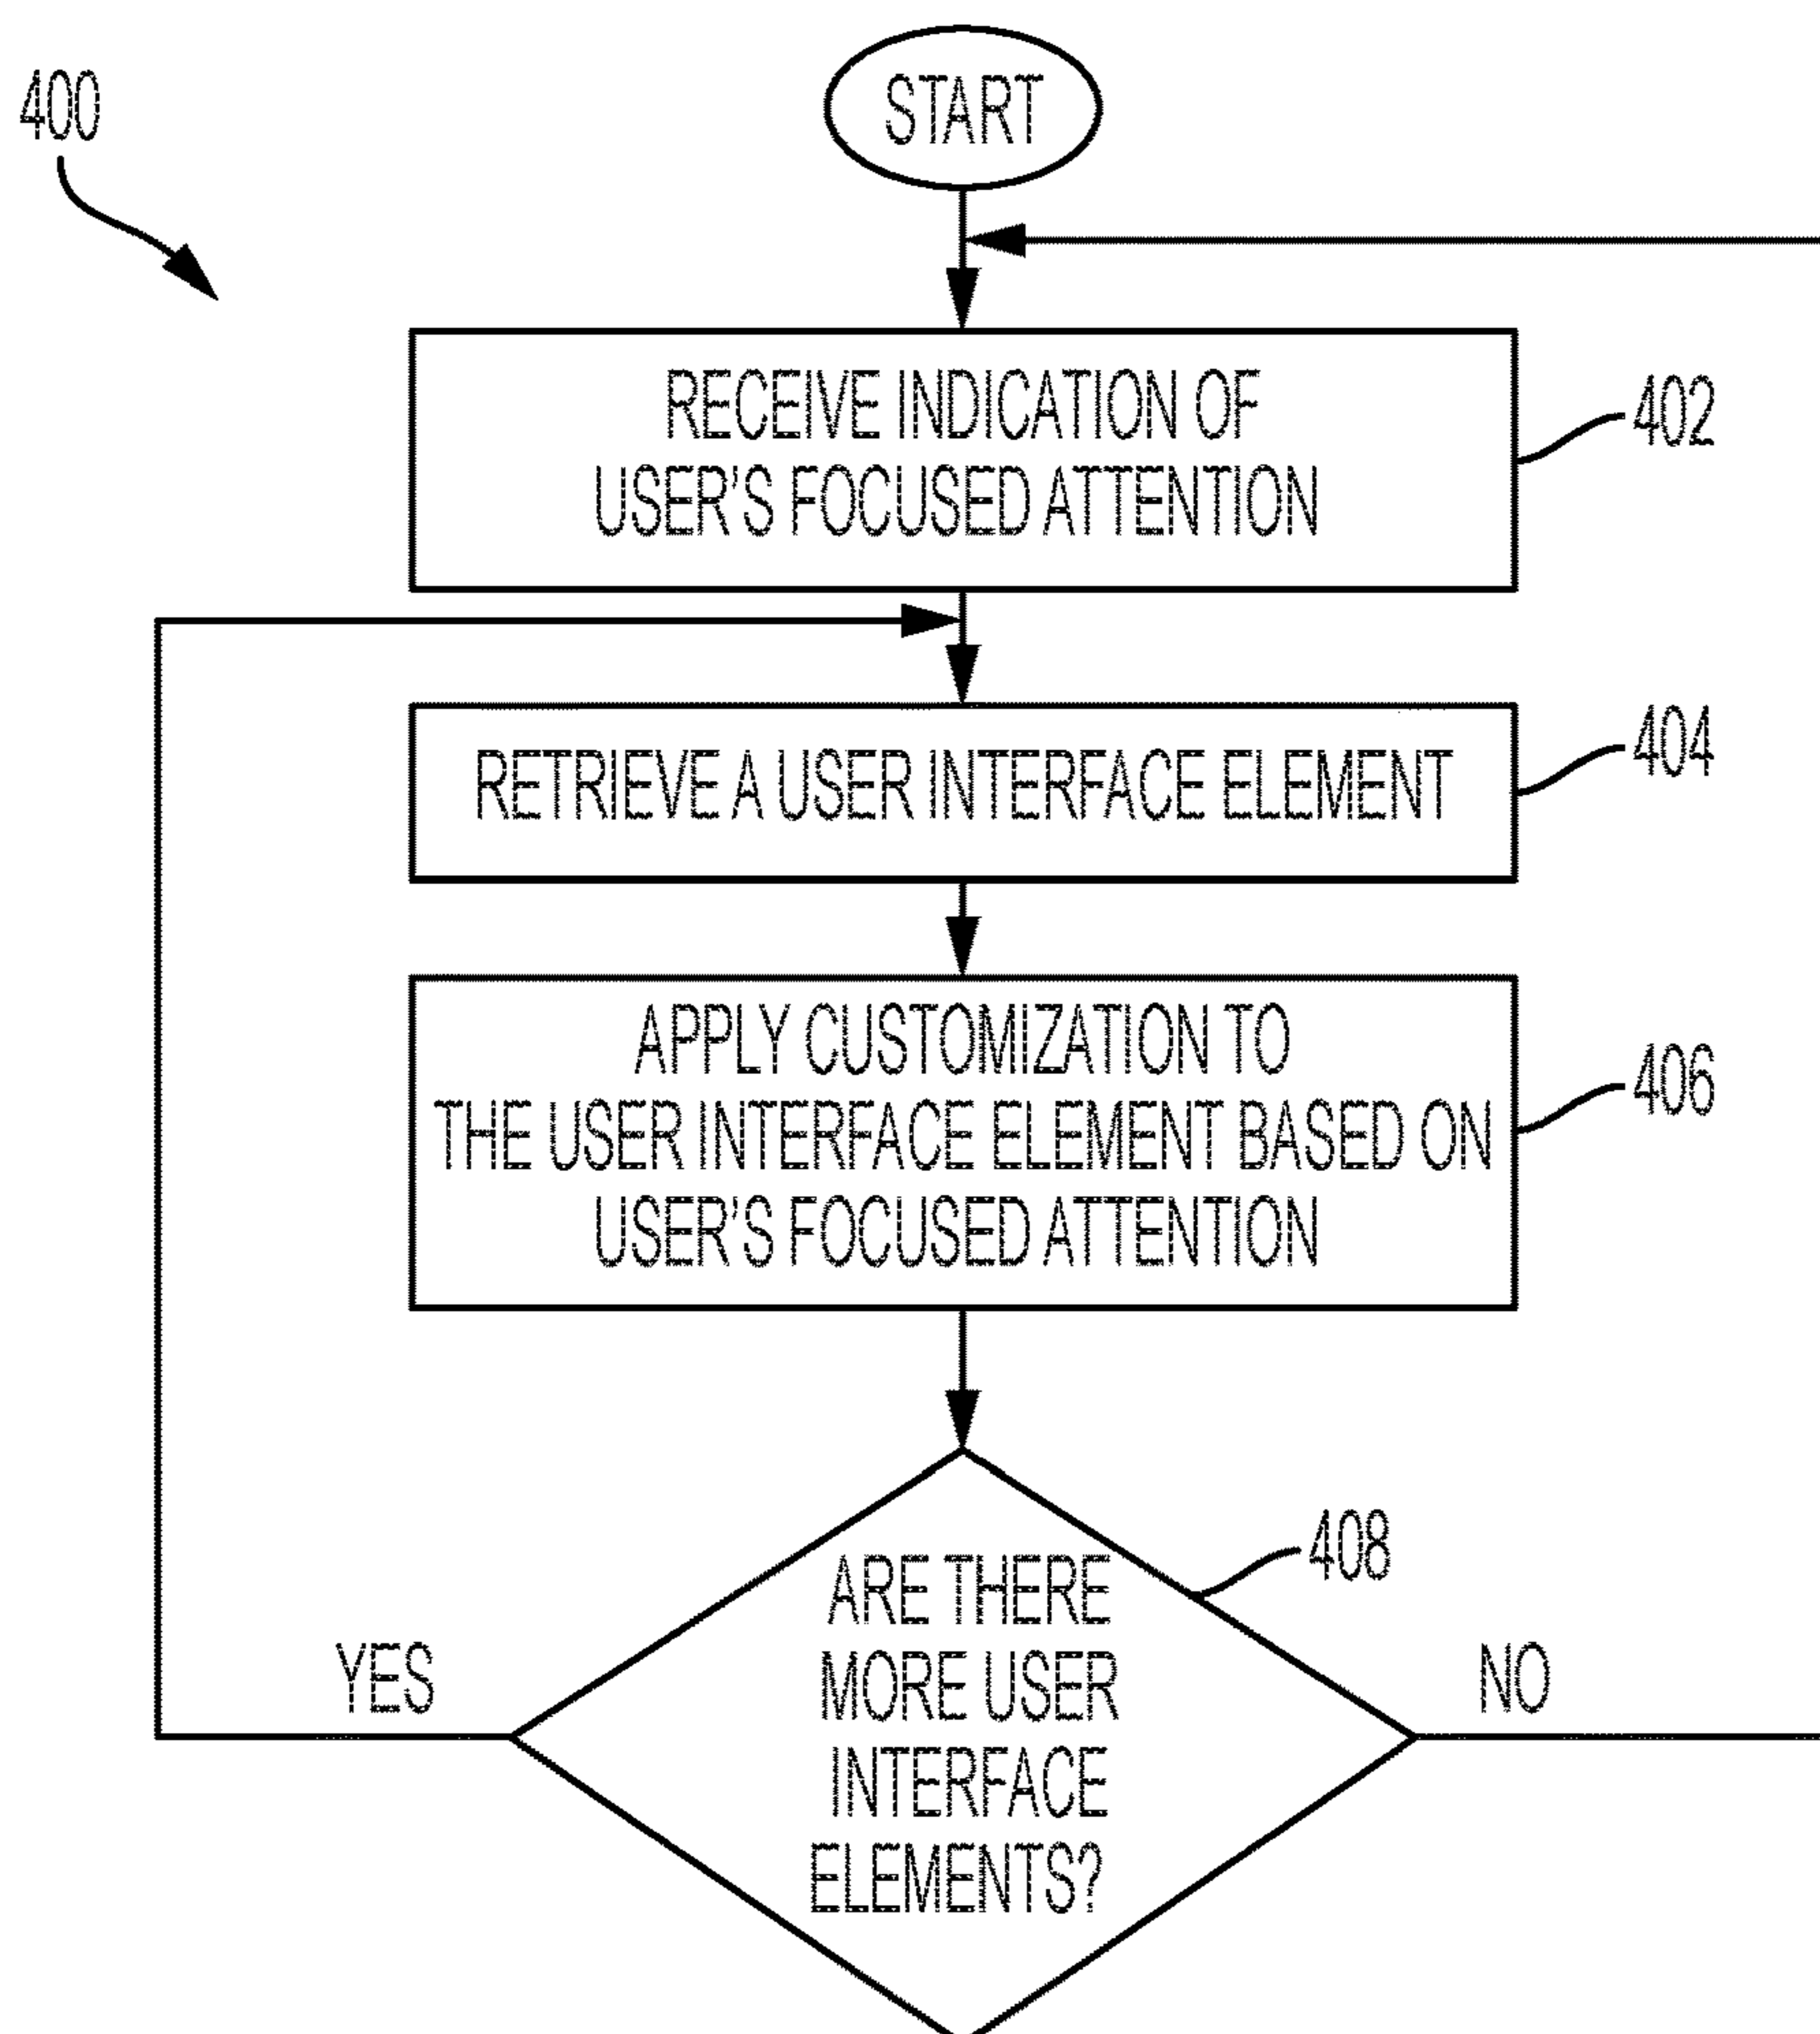 400
START
RECEIVE INDICATION OF
USER'S FOCUSED ATTENTION
402
RETRIEVE A USER INTERFACE ELEMENT
404
APPLY CUSTOMIZATION TO
THE USER INTERFACE ELEMENT BASED ON
USER'S FOCUSED ATTENTION
406
408
ARE THERE
MORE USER
INTERFACE
ELEMENTS?
YES
NO